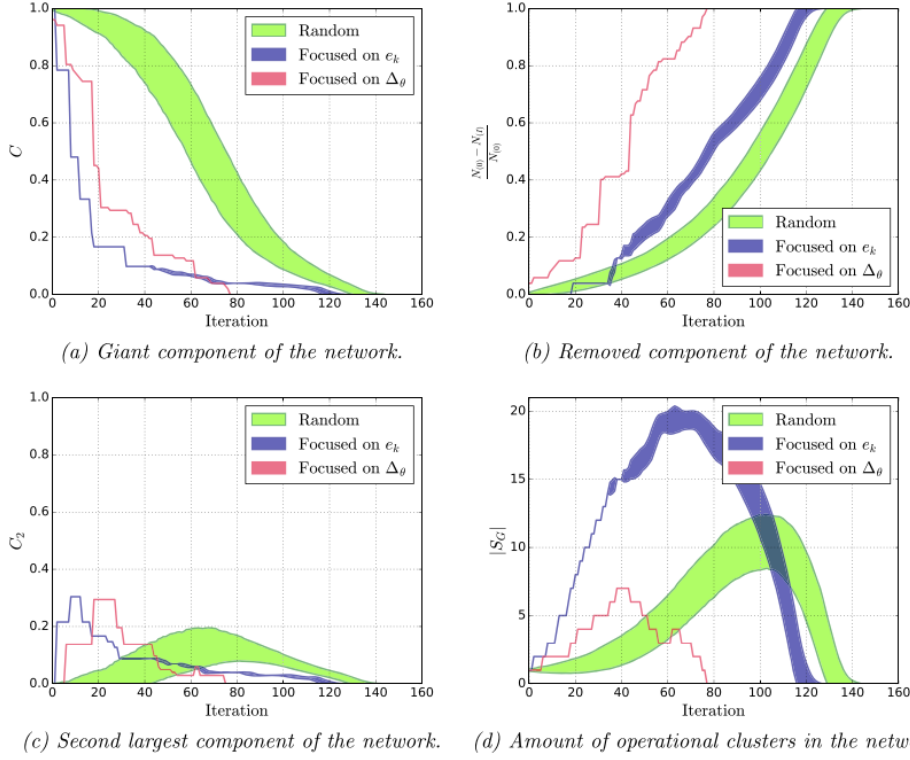 1.0
0.8
0.6
0.4
0.2
0.0
C
Random
Focused on e_k
Focused on Δ_θ
0 20 40 60 80 100 120 140 160
Iteration
(a) Giant component of the network.
1.0
0.8
0.6
0.4
0.2
0.0
N_(0) − N_(I)
N_(0)
Random
Focused on e_k
Focused on Δ_θ
0 20 40 60 80 100 120 140 160
Iteration
(b) Removed component of the network.
1.0
0.8
0.6
0.4
0.2
0.0
C_2
Random
Focused on e_k
Focused on Δ_θ
0 20 40 60 80 100 120 140 160
Iteration
(c) Second largest component of the network.
20
15
10
5
0
|S_G|
Random
Focused on e_k
Focused on Δ_θ
0 20 40 60 80 100 120 140 160
Iteration
(d) Amount of operational clusters in the netw